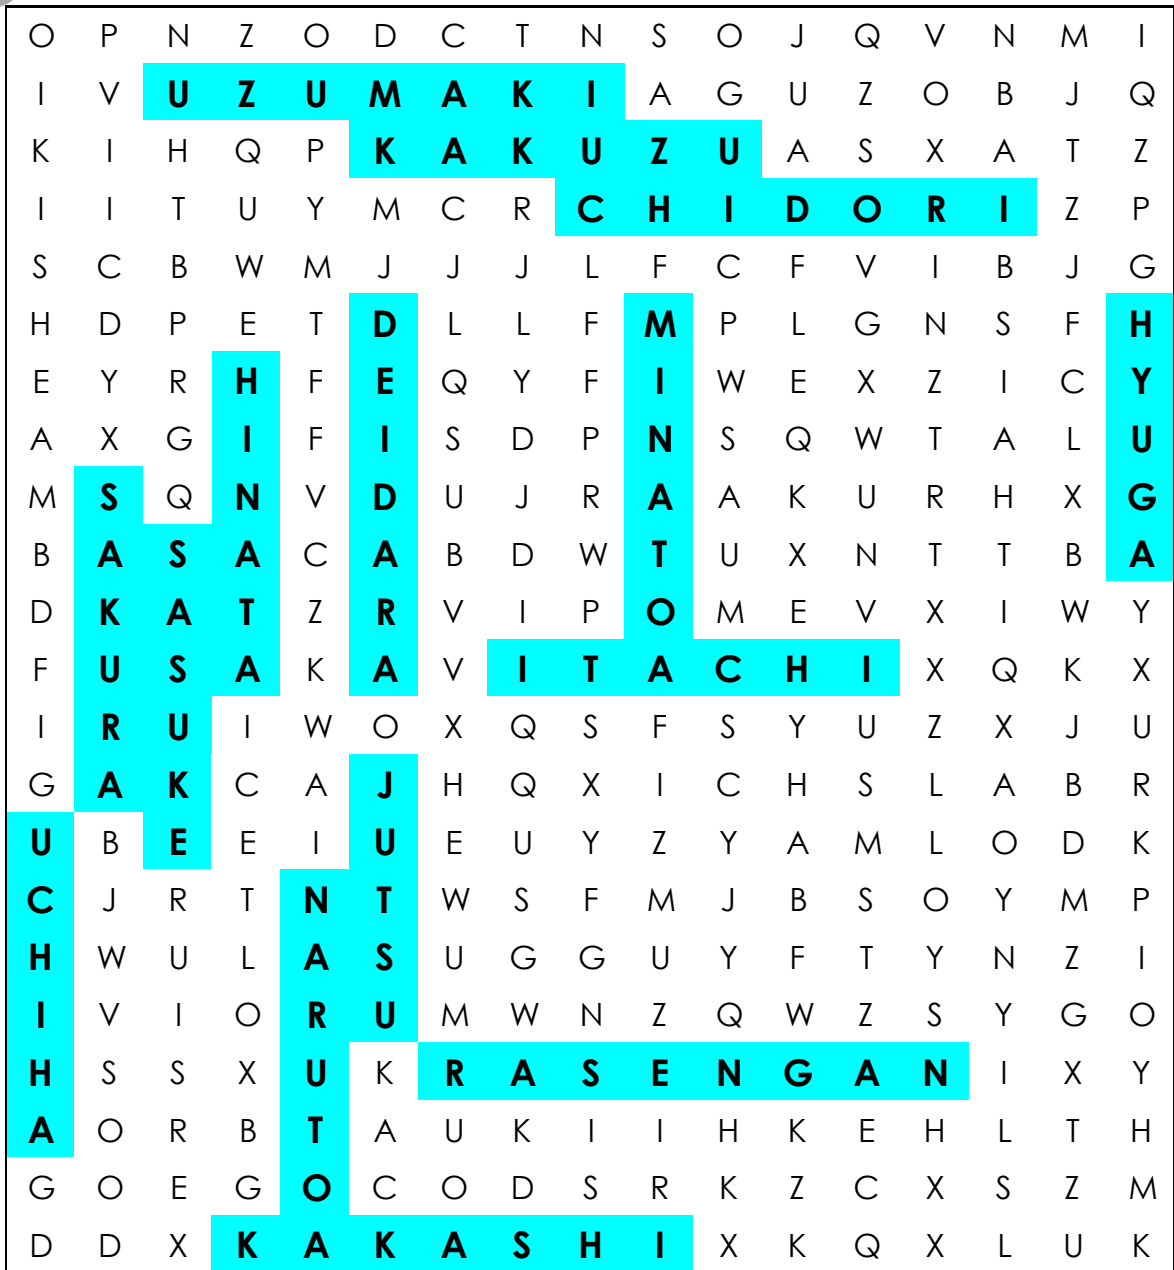 O P N Z O D C T N S O J Q V N M I
I V U Z U M A K I A G U Z O B J Q
K I H Q P K A K U Z U A S X A T Z
I I T U Y M C R C H I D O R I Z P
S C B W M J J J L F C F V I B J G
H D P E T D L L F M P L G N S F H
E Y R H F E Q Y F I W E X Z I C Y
A X G I F I S D P N S Q W T A L U
M S Q N V D U J R A A K U R H X G
B A S A C A B D W T U X N T T B A
D K A T Z R V I P O M E V X I W Y
F U S A K A V I T A C H I X Q K X
I R U I W O X Q S F S Y U Z X J U
G A K C A J H Q X I C H S L A B R
U B E E I U E U Y Z Y A M L O D K
C J R T N T W S F M J B S O Y M P
H W U L A S U G G U Y F T Y N Z I
I V I O R U M W N Z Q W Z S Y G O
H S S X U K R A S E N G A N I X Y
A O R B T A U K I I H K E H L T H
G O E G O C O D S R K Z C X S Z M
D D X K A K A S H I X K Q X L U K